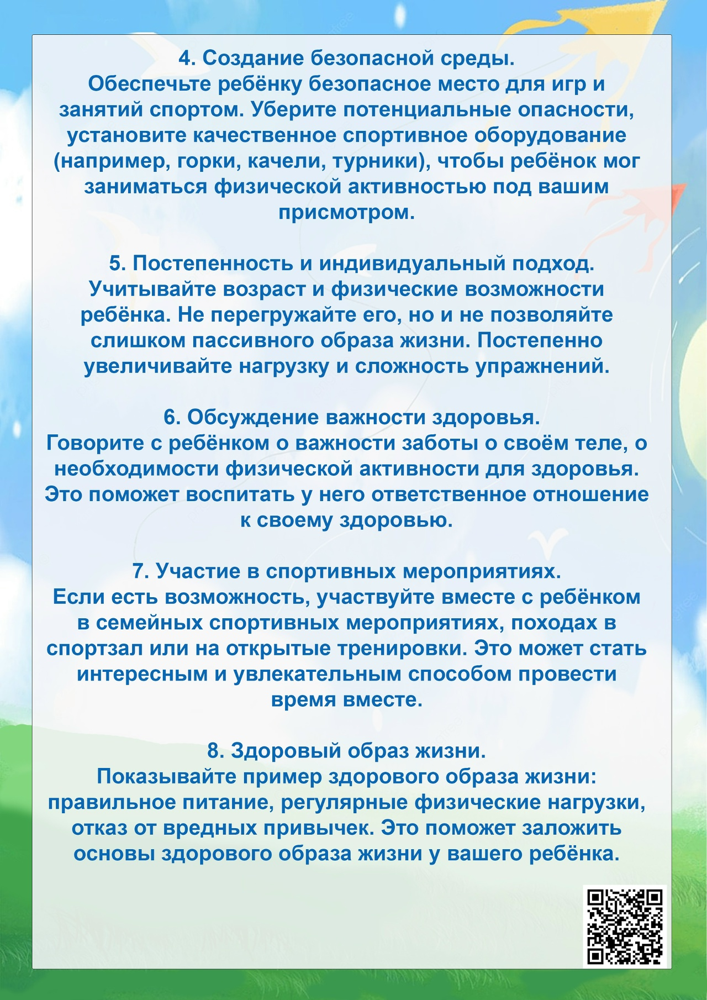 4. Создание безопасной среды.
Обеспечьте ребёнку безопасное место для игр и
занятий спортом. Уберите потенциальные опасности,
установите качественное спортивное оборудование
(например, горки, качели, турники), чтобы ребёнок мог
заниматься физической активностью под вашим
присмотром.
5. Постепенность и индивидуальный подход.
Учитывайте возраст и физические возможности
ребёнка. Не перегружайте его, но и не позволяйте
слишком пассивного образа жизни. Постепенно
увеличивайте нагрузку и сложность упражнений.
6. Обсуждение важности здоровья.
Говорите с ребёнком о важности заботы о своём теле, о
необходимости физической активности для здоровья.
Это поможет воспитать у него ответственное отношение
к своему здоровью.
7. Участие в спортивных мероприятиях.
Если есть возможность, участвуйте вместе с ребёнком
в семейных спортивных мероприятиях, походах в
спортзал или на открытые тренировки. Это может стать
интересным и увлекательным способом провести
время вместе.
8. Здоровый образ жизни.
Показывайте пример здорового образа жизни:
правильное питание, регулярные физические нагрузки,
отказ от вредных привычек. Это поможет заложить
основы здорового образа жизни у вашего ребёнка.